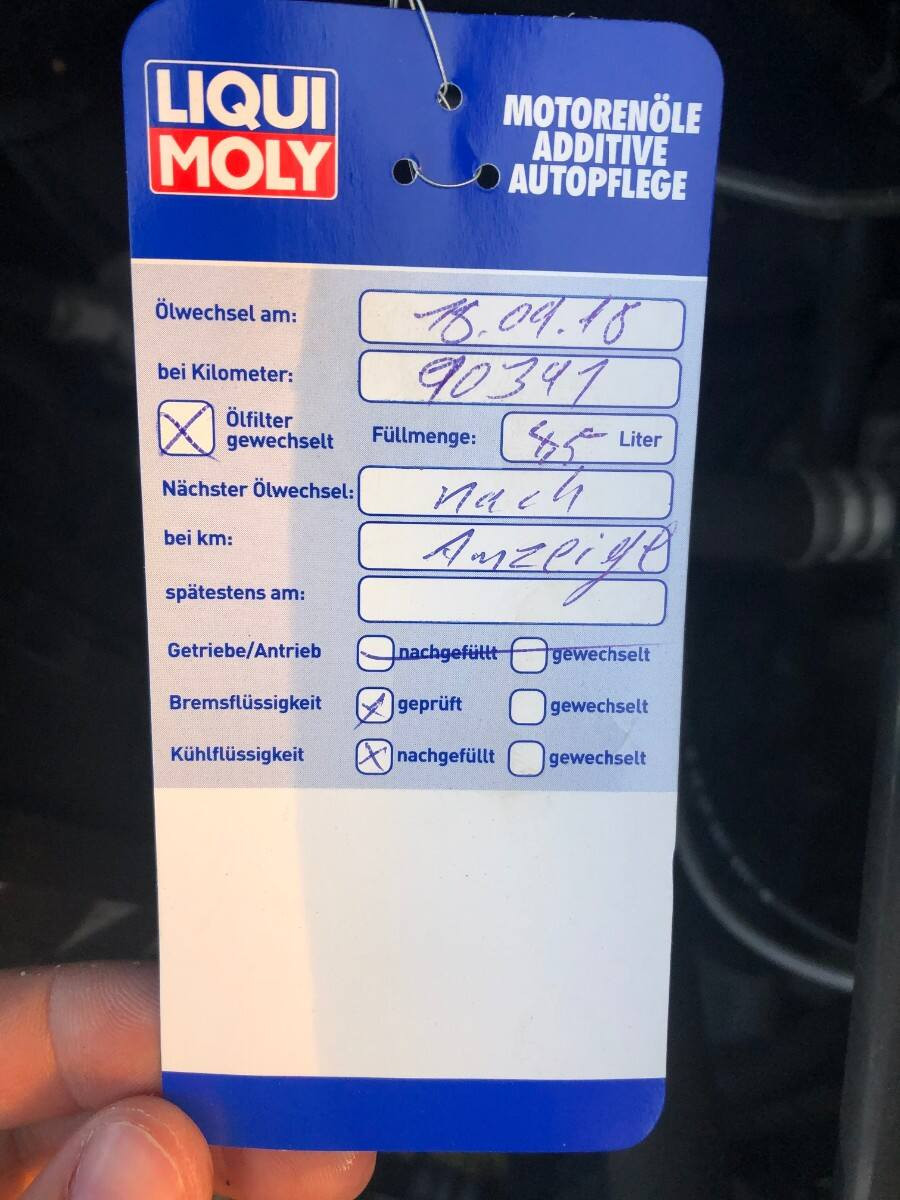 LIQUI
MOLY
MOTORENÖLE
ADDITIVE
AUTOPFLEGE
Ölwechsel am: 18.09.18
bei Kilometer: 90341
Ölfilter
gewechselt
Füllmenge: Liter
Nächster Ölwechsel: nach
bei km: Anzeige
spätestens am:
Getriebe/Antrieb nachgefüllt gewechselt
Bremsflüssigkeit geprüft gewechselt
Kühlflüssigkeit nachgefüllt gewechselt